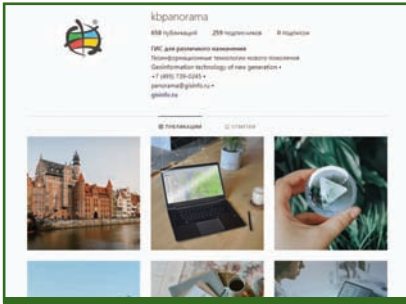 kbpanorama
658 публикаций 259 подписчиков 0 подписок
ГИС для различного назначения
Геоинформационные технологии нового поколения
Geoinformation technology of new generation •
+7 (495) 739-0245 •
panorama@gisinfo.ru •
gisinfo.ru
ПУБЛИКАЦИИ ОТМЕТКИ